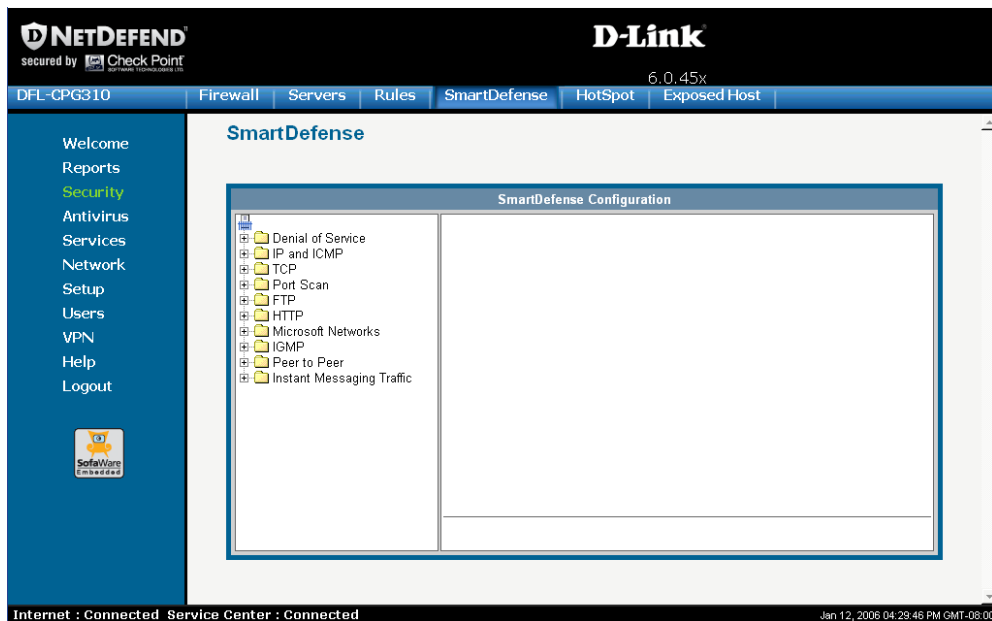 NETDEFEND
secured by Check Point
SOFTWARE TECHNOLOGIES LTD.
D-Link
6.0.45x
DFL-CPG310
Firewall | Servers | Rules | SmartDefense | HotSpot | Exposed Host |
Welcome
Reports
Security
Antivirus
Services
Network
Setup
Users
VPN
Help
Logout
SofaWare
Embedded
SmartDefense
SmartDefense Configuration
Denial of Service
IP and ICMP
TCP
Port Scan
FTP
HTTP
Microsoft Networks
IGMP
Peer to Peer
Instant Messaging Traffic
Internet : Connected Service Center : Connected
Jan 12, 2006 04:29:46 PM GMT-08:00